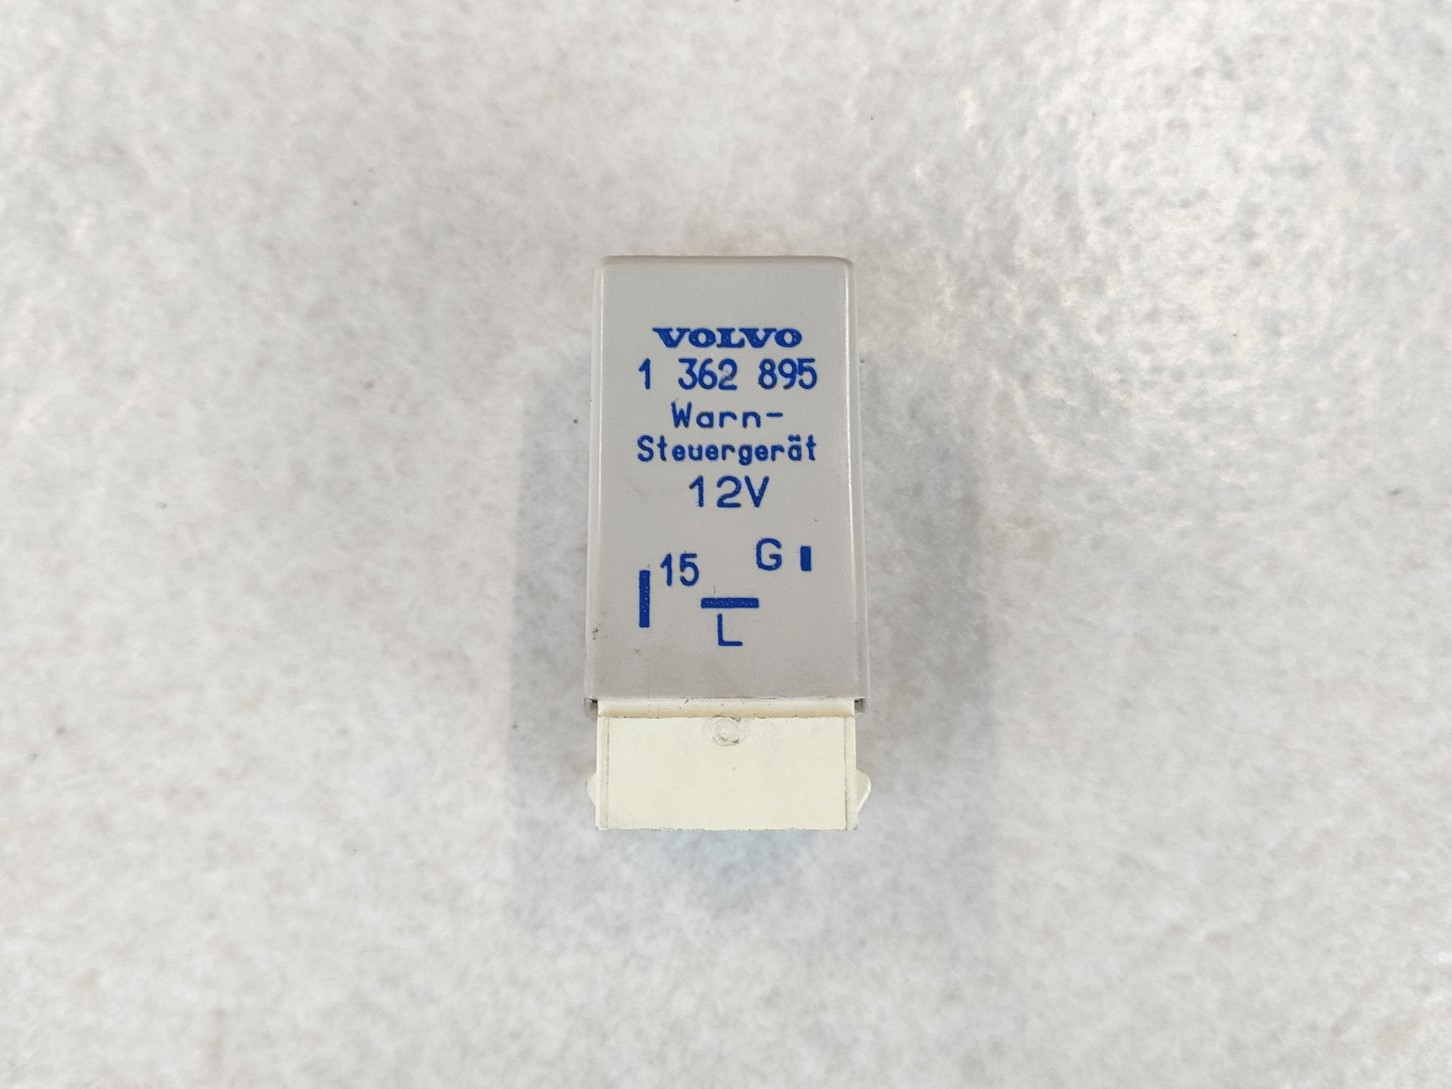 VOLVO
1 362 895
Warn-
Steuergerät
12V
15 G
L